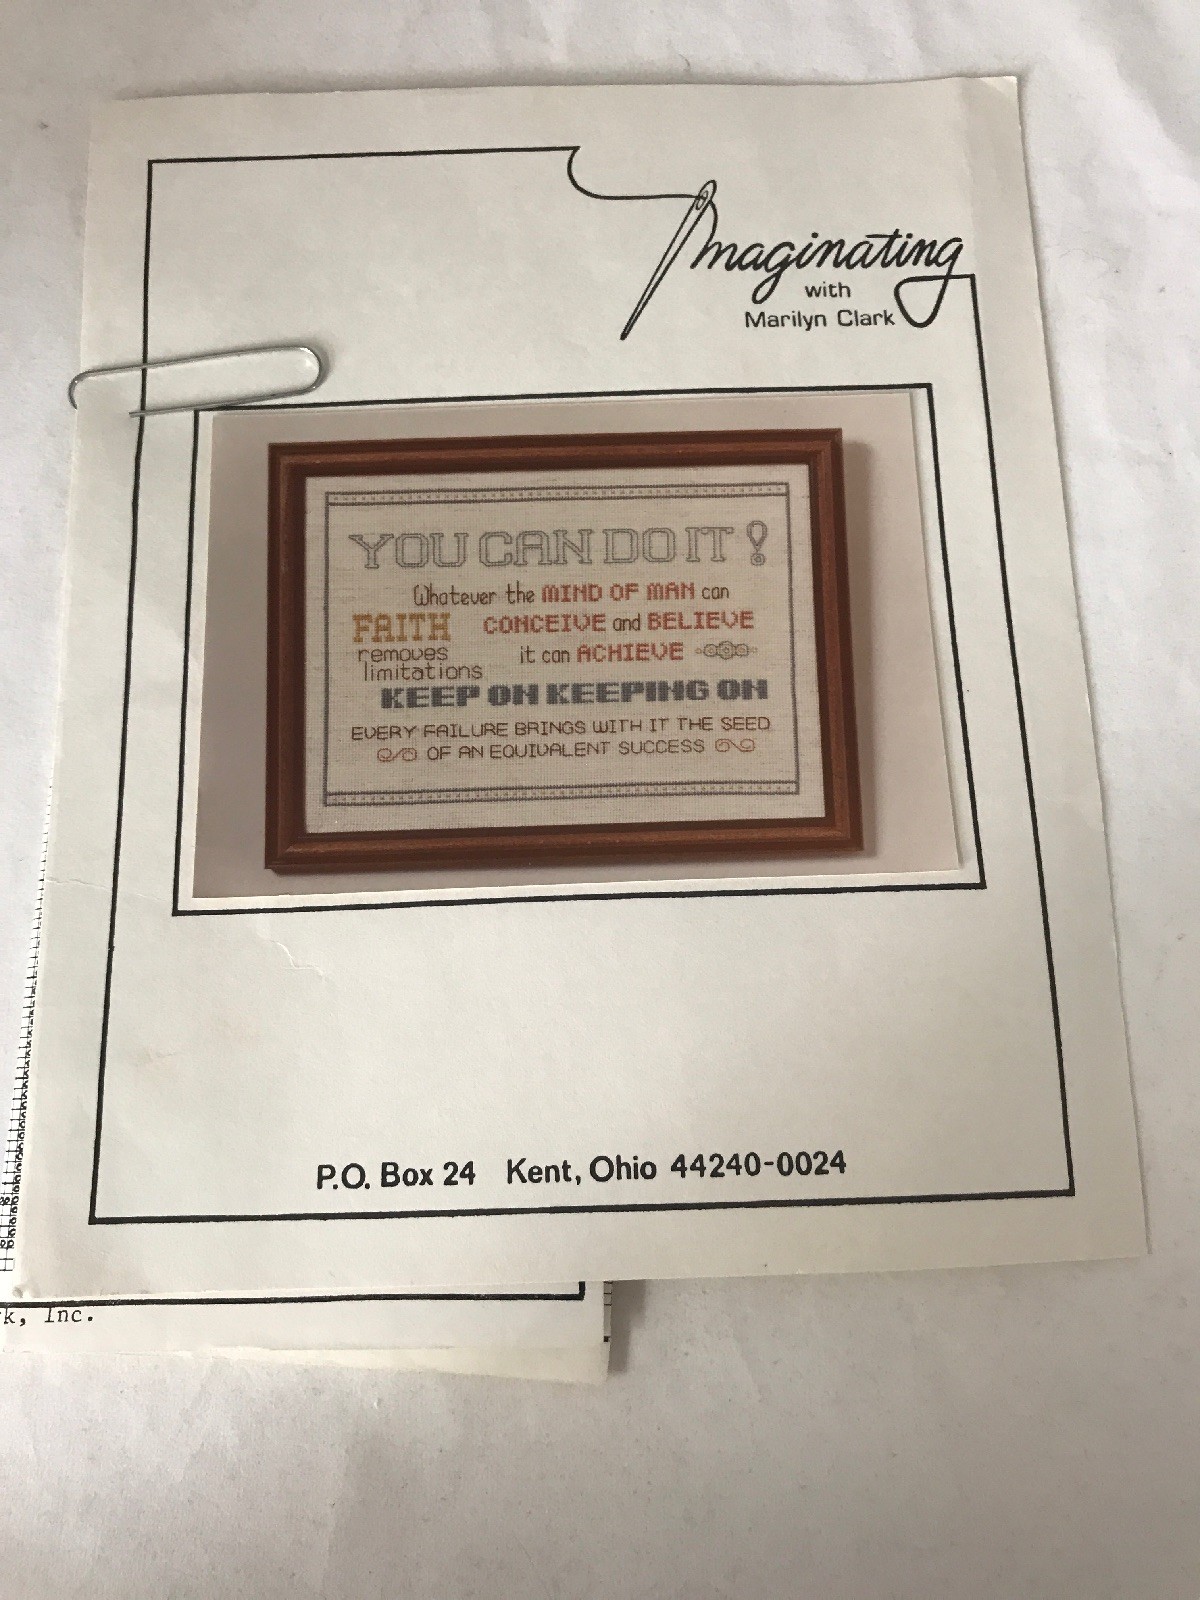 Imaginating
with
Marilyn Clark
YOU CAN DO IT!
Whatever the MIND OF MAN can
FAITH CONCEIVE and BELIEVE
removes it can ACHIEVE
limitations
KEEP ON KEEPING ON
EVERY FAILURE BRINGS WITH IT THE SEED
OF AN EQUIVALENT SUCCESS
P.O. Box 24 Kent, Ohio 44240-0024
k, Inc.